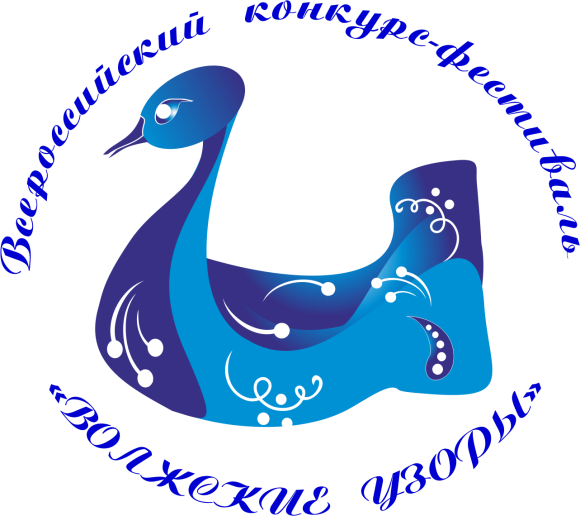 Всероссийский конкурс-фестиваль
«ВОЛЖСКИЕ УЗОРЫ»